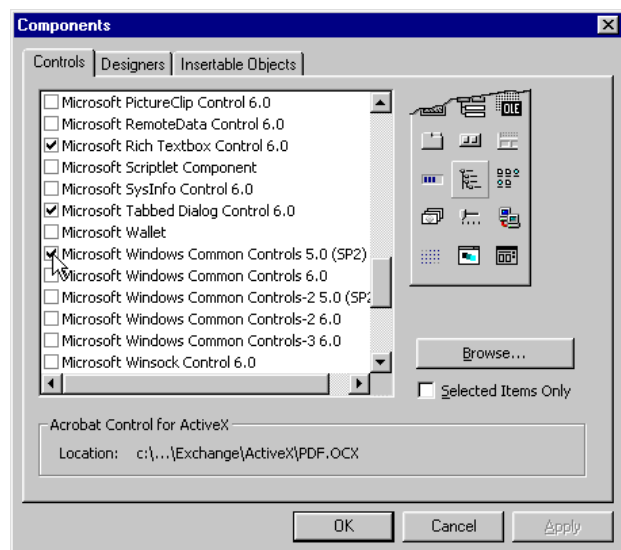 Components
Controls
Designers
Insertable Objects
Microsoft PictureClip Control 6.0
Microsoft RemoteData Control 6.0
Microsoft Rich Textbox Control 6.0
Microsoft Scriptlet Component
Microsoft SysInfo Control 6.0
Microsoft Tabbed Dialog Control 6.0
Microsoft Wallet
Microsoft Windows Common Controls 5.0 (SP2)
Microsoft Windows Common Controls 6.0
Microsoft Windows Common Controls-2 5.0 (SP2
Microsoft Windows Common Controls-2 6.0
Microsoft Windows Common Controls-3 6.0
Microsoft Winsock Control 6.0
OLE
Browse...
Selected Items Only
Acrobat Control for ActiveX
Location: c:\...\Exchange\ActiveX\PDF.OCX
OK
Cancel
Apply